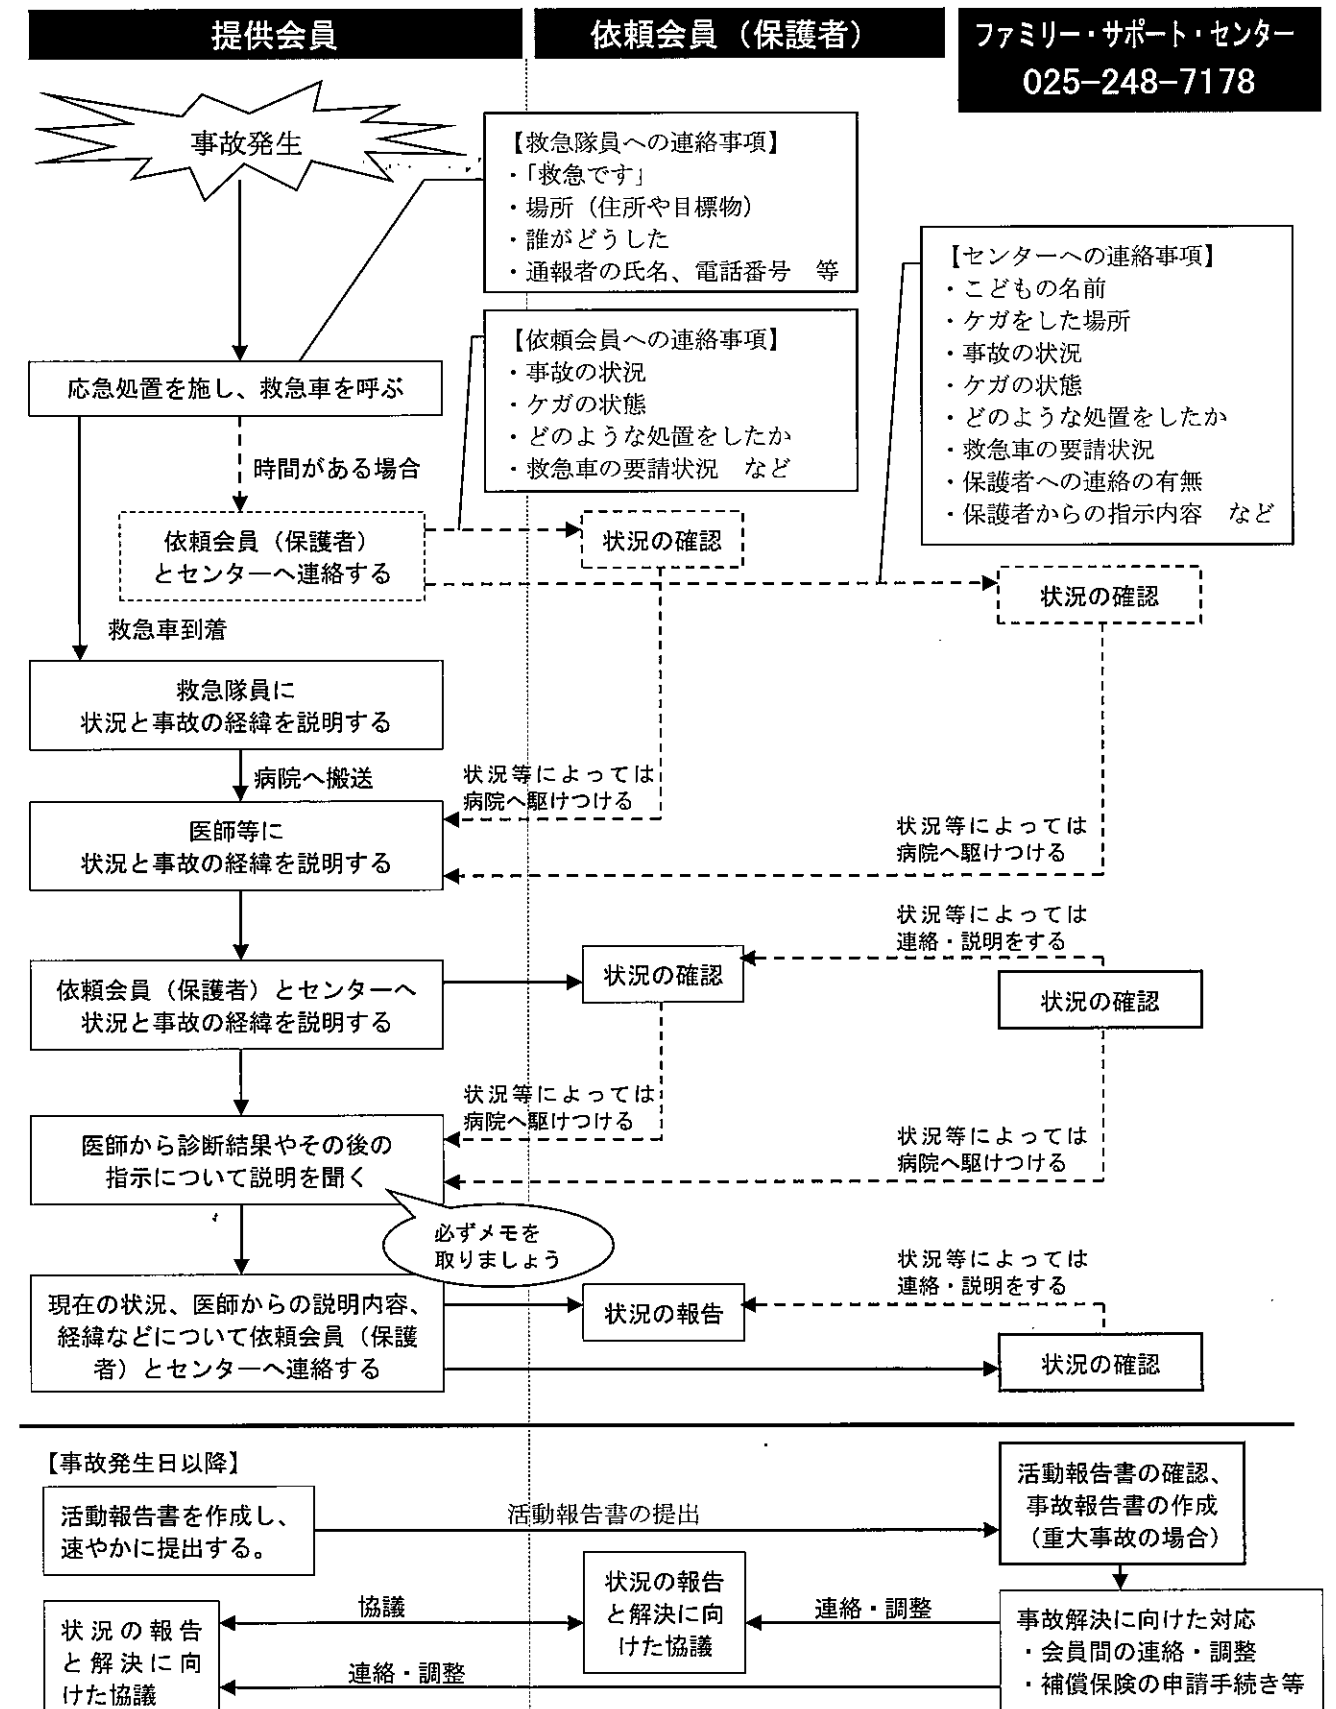 提供会員
依頼会員（保護者）
ファミリー・サポート・センター
025−248−7178
事故発生
【救急隊員への連絡事項】
・「救急です」
・場所（住所や目標物）
・誰がどうした
・通報者の氏名、電話番号　等
【センターへの連絡事項】
・こどもの名前
・ケガをした場所
・事故の状況
・ケガの状態
・どのような処置をしたか
・救急車の要請状況
・保護者への連絡の有無
・保護者からの指示内容　など
【依頼会員への連絡事項】
・事故の状況
・ケガの状態
・どのような処置をしたか
・救急車の要請状況　など
応急処置を施し、救急車を呼ぶ
時間がある場合
依頼会員（保護者）
とセンターへ連絡する
状況の確認
状況の確認
救急車到着
救急隊員に
状況と事故の経緯を説明する
病院へ搬送
状況等によっては
病院へ駆けつける
医師等に
状況と事故の経緯を説明する
状況等によっては
病院へ駆けつける
状況等によっては
連絡・説明をする
依頼会員（保護者）とセンターへ
状況と事故の経緯を説明する
状況の確認
状況の確認
状況等によっては
病院へ駆けつける
医師から診断結果やその後の
指示について説明を聞く
状況等によっては
病院へ駆けつける
必ずメモを
取りましょう
状況等によっては
連絡・説明をする
現在の状況、医師からの説明内容、
経緯などについて依頼会員（保護
者）とセンターへ連絡する
状況の報告
状況の確認
【事故発生日以降】
活動報告書を作成し、
速やかに提出する。
活動報告書の提出
活動報告書の確認、
事故報告書の作成
（重大事故の場合）
状況の報告
と解決に向
けた協議
協議
状況の報告
と解決に向
けた協議
連絡・調整
連絡・調整
事故解決に向けた対応
・会員間の連絡・調整
・補償保険の申請手続き等